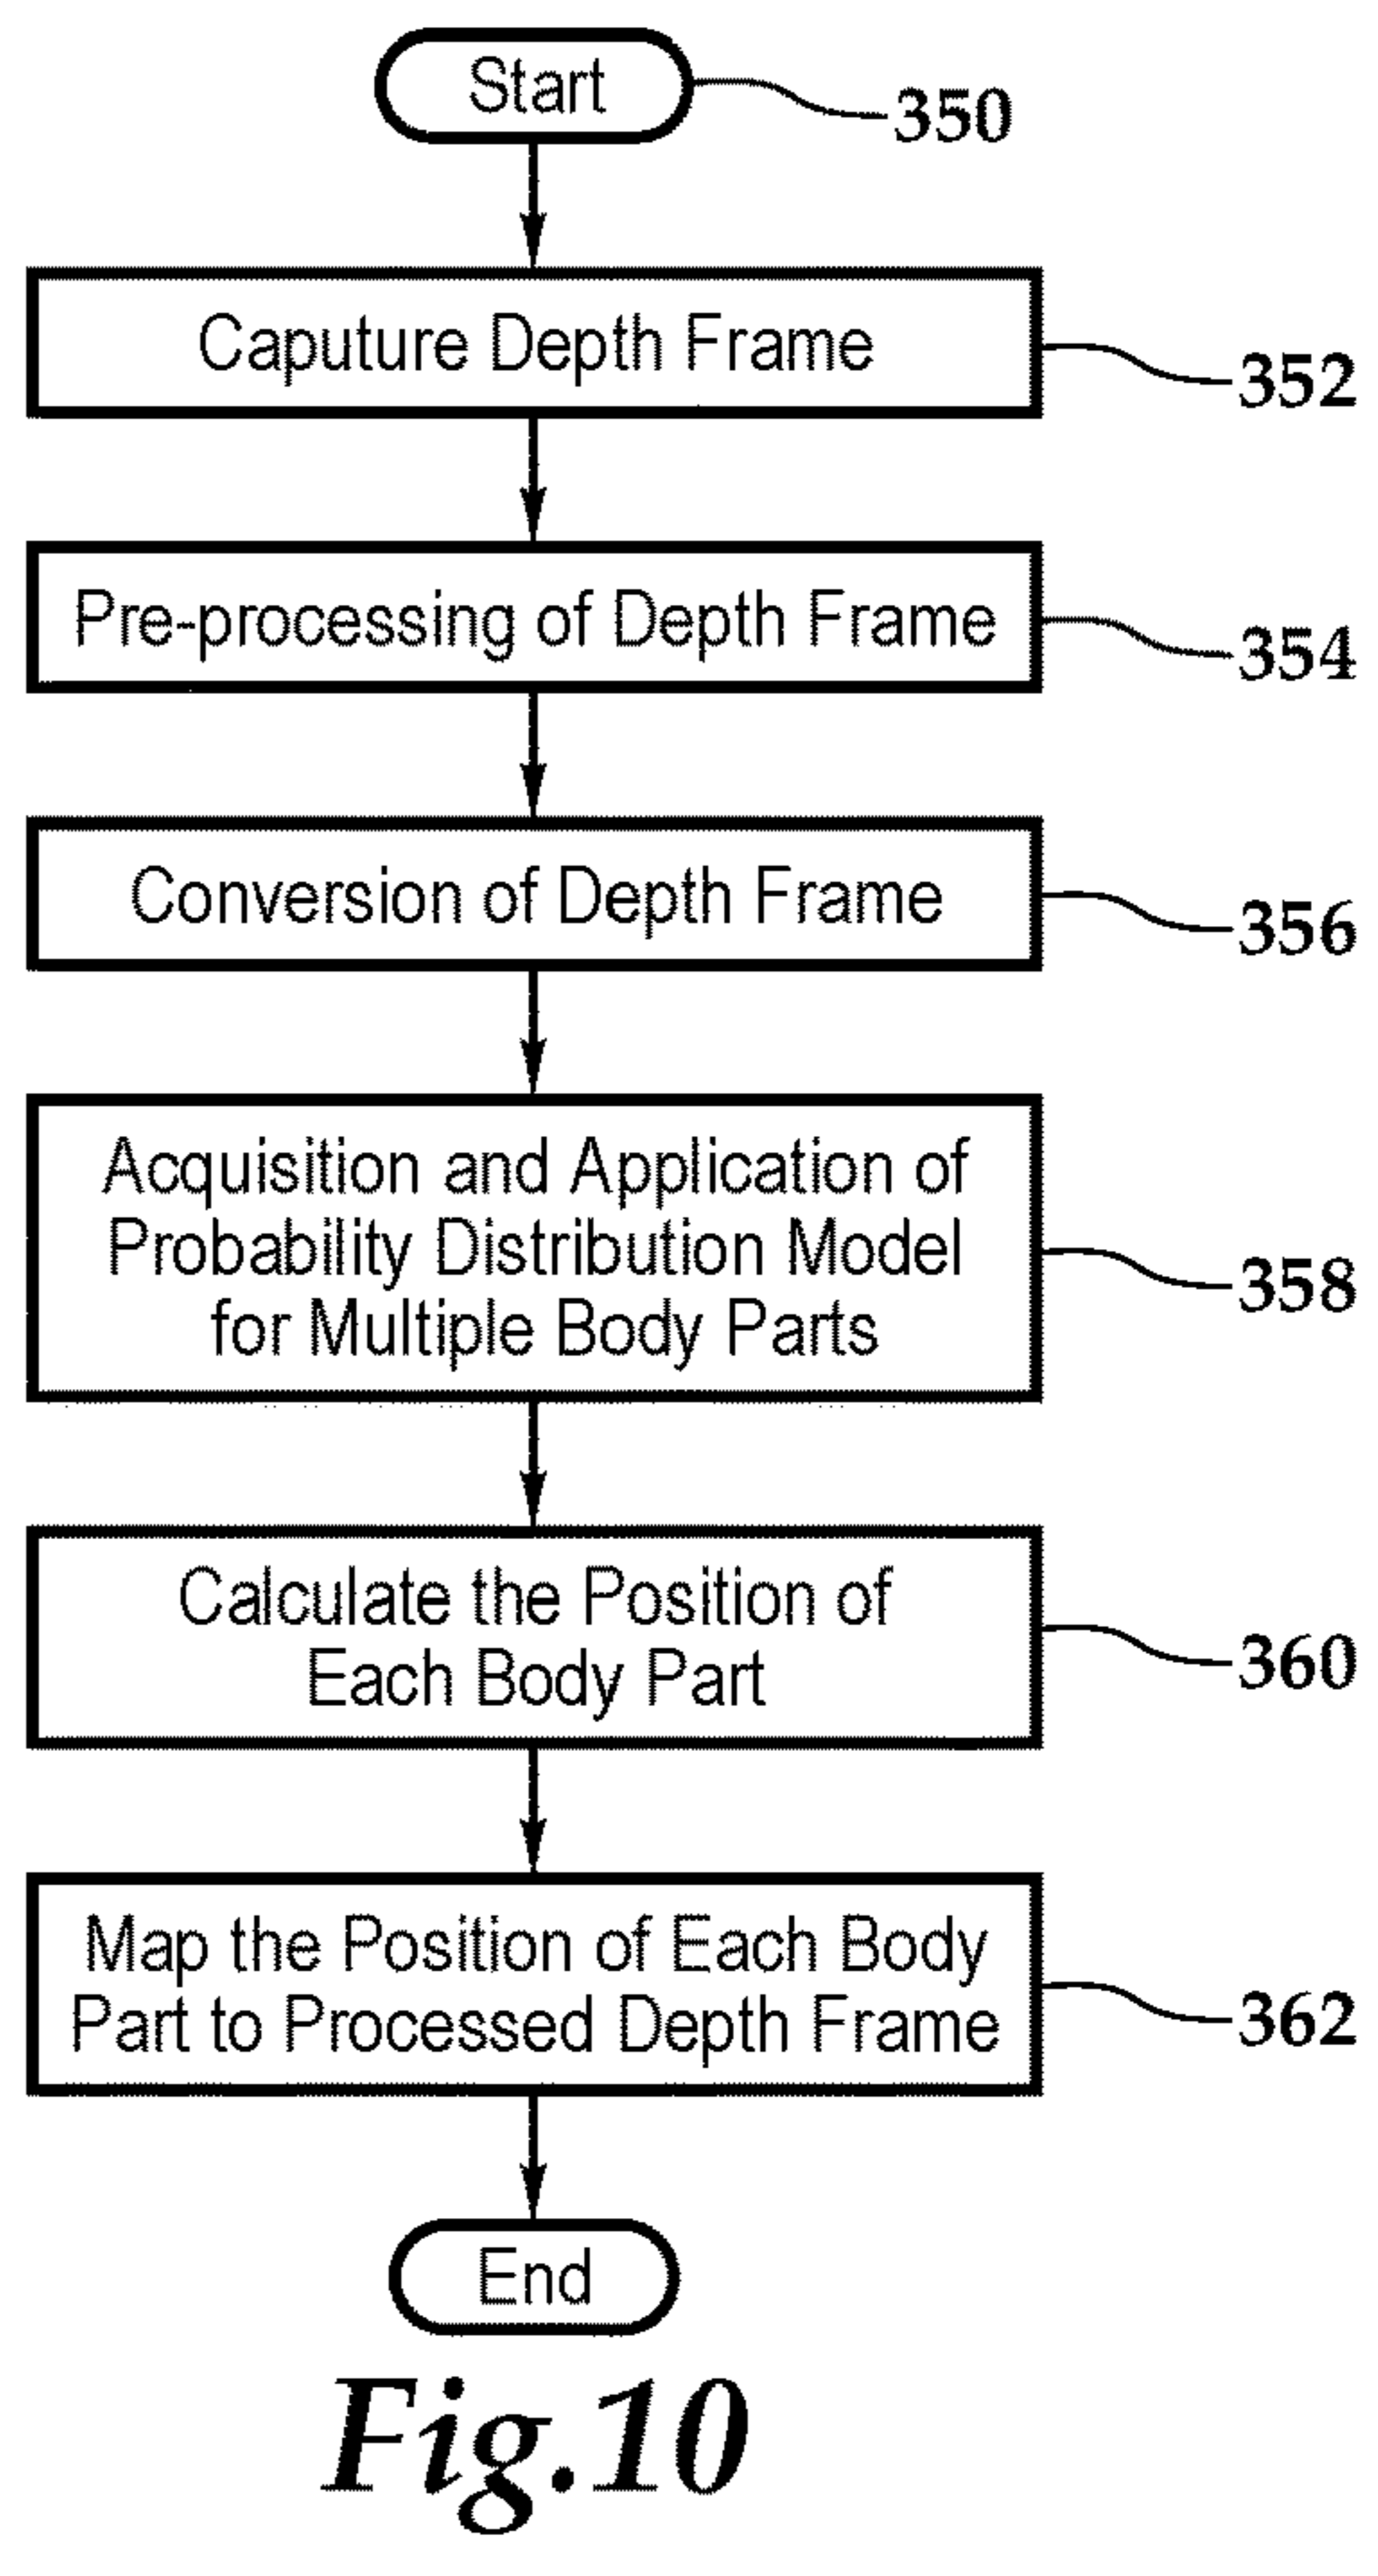 Start
350
Caputure Depth Frame
352
Pre-processing of Depth Frame
354
Conversion of Depth Frame
356
Acquisition and Application of
Probability Distribution Model
for Multiple Body Parts
358
Calculate the Position of
Each Body Part
360
Map the Position of Each Body
Part to Processed Depth Frame
362
End
Fig.10